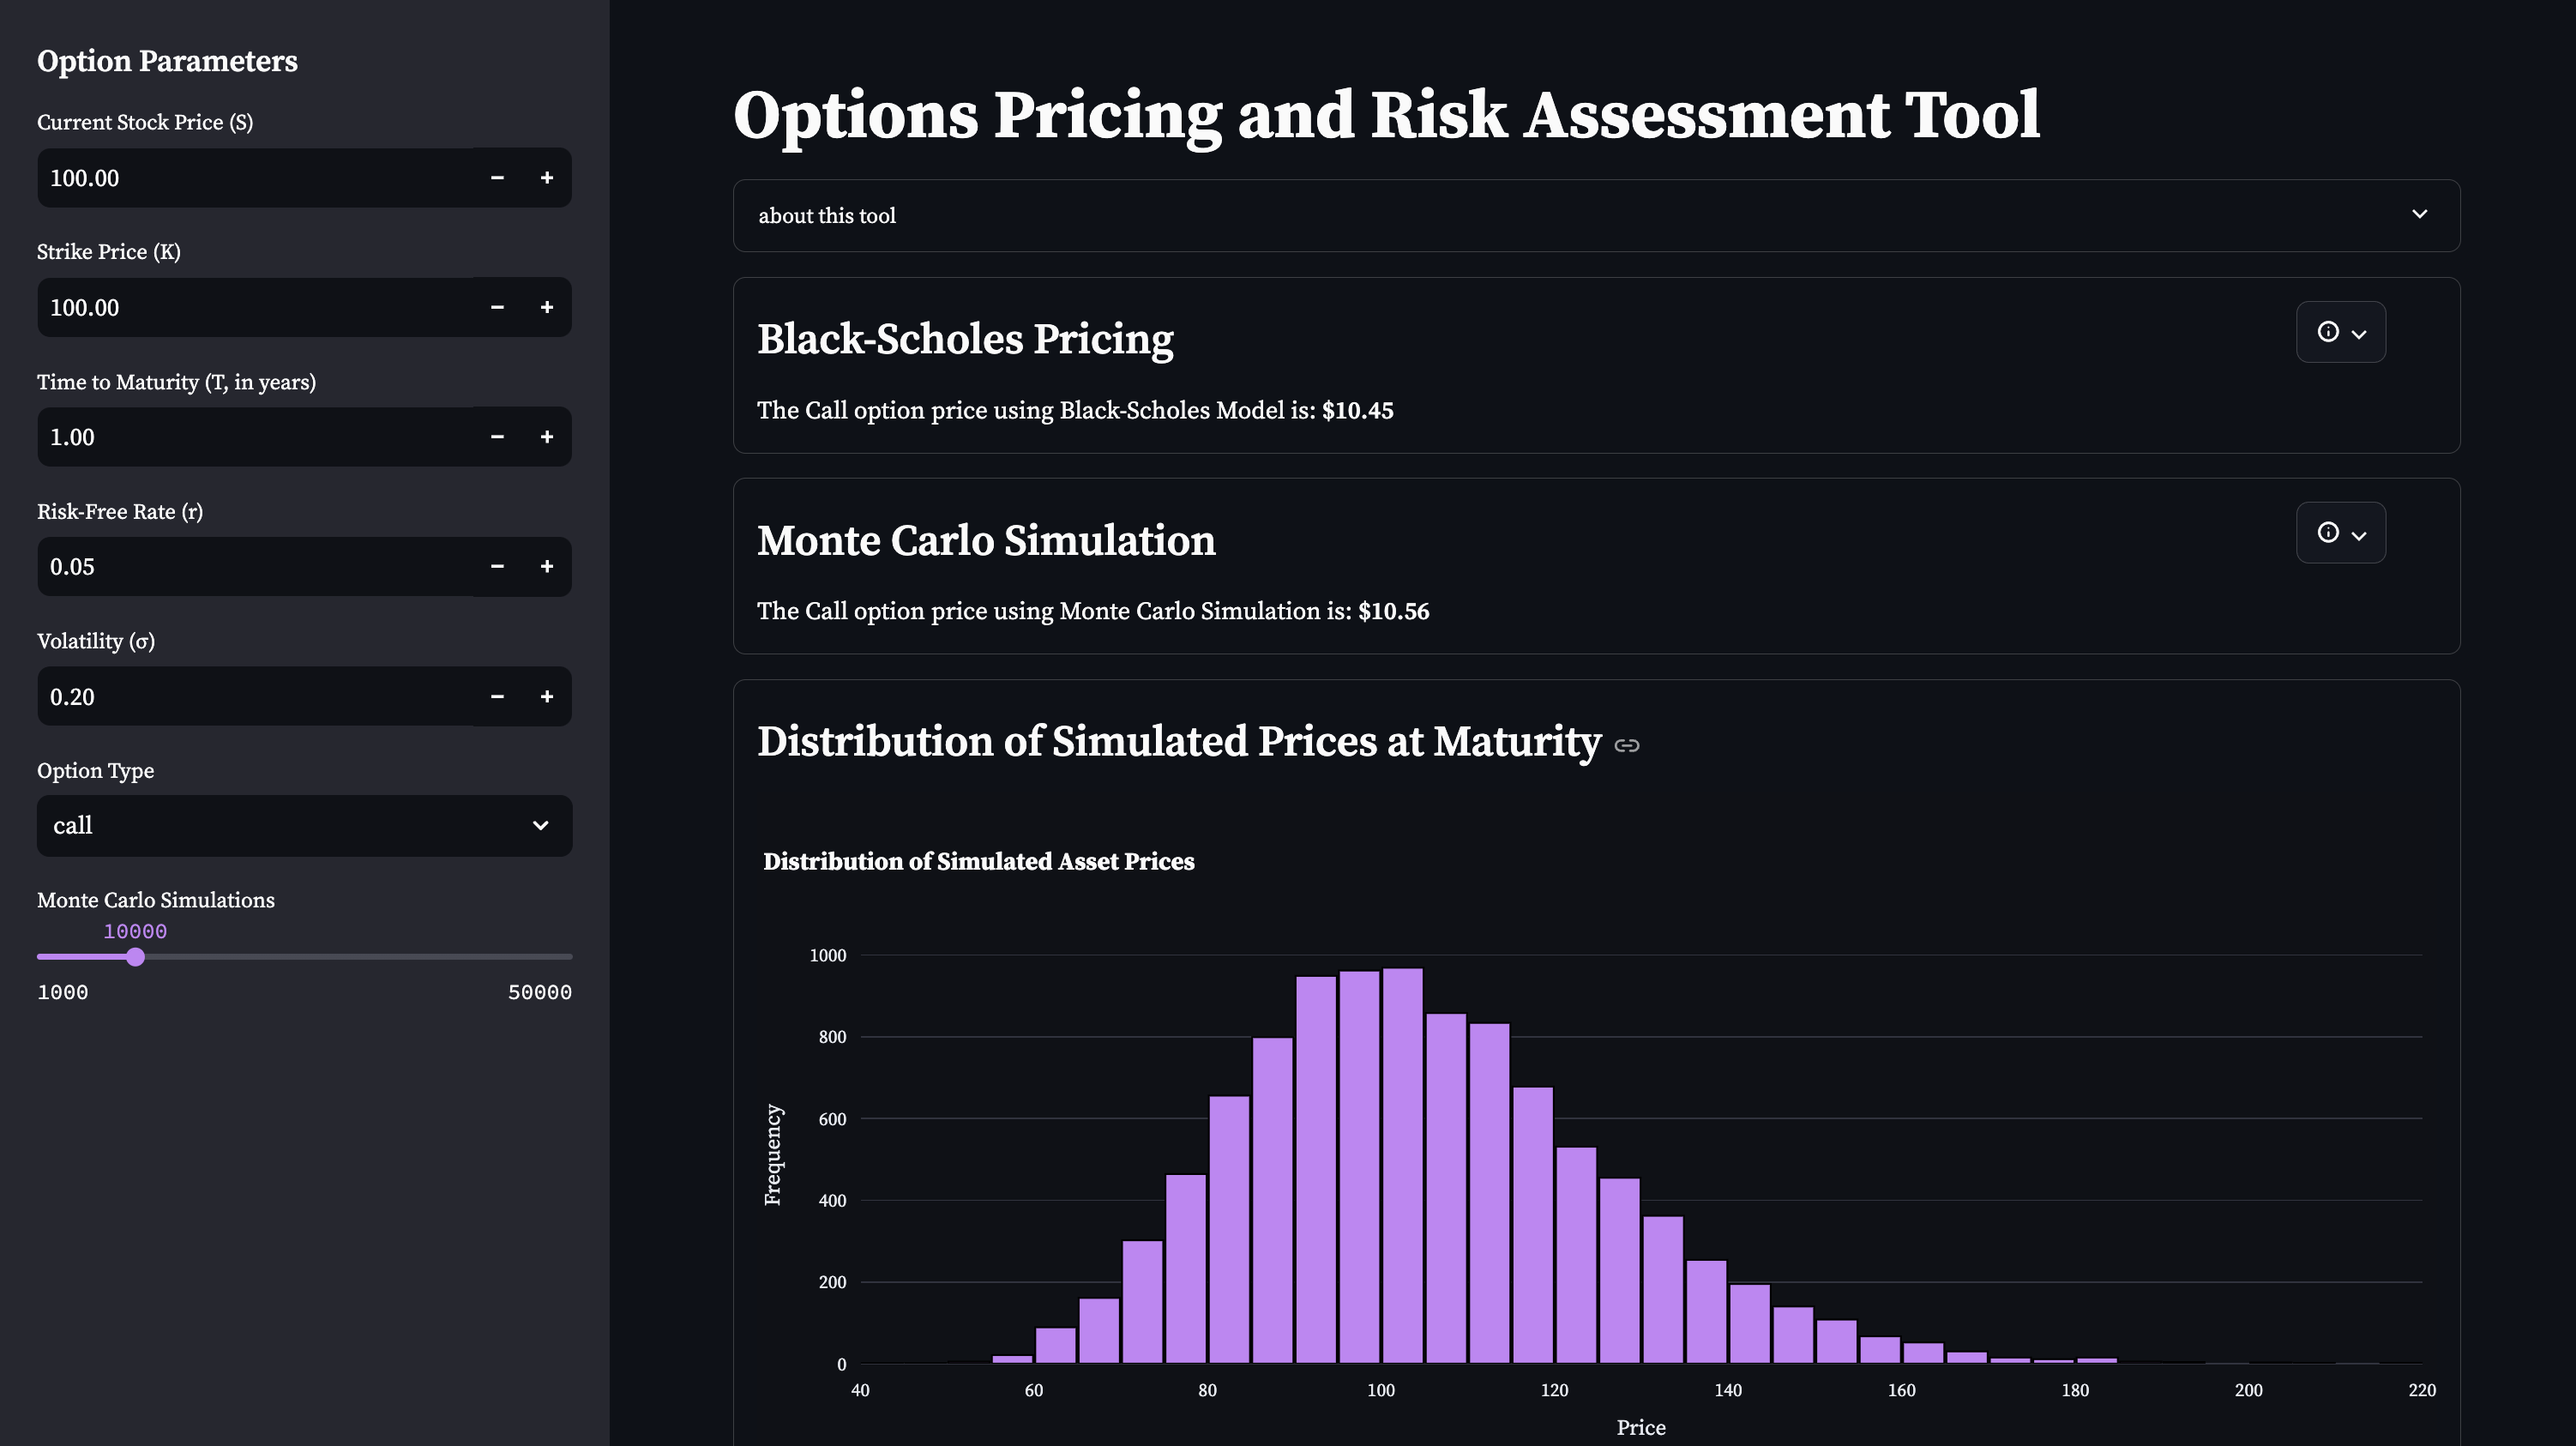 Option Parameters
Current Stock Price (S)
100.00
Strike Price (K)
100.00
Time to Maturity (T, in years)
1.00
Risk-Free Rate (r)
0.05
Volatility (σ)
0.20
Option Type
call
Monte Carlo Simulations
10000
1000 50000
Options Pricing and Risk Assessment Tool
about this tool
Black-Scholes Pricing
The Call option price using Black-Scholes Model is: $10.45
Monte Carlo Simulation
The Call option price using Monte Carlo Simulation is: $10.56
Distribution of Simulated Prices at Maturity
Distribution of Simulated Asset Prices
1000
800
600
400
200
0
Frequency
40 60 80 100 120 140 160 180 200 220
Price